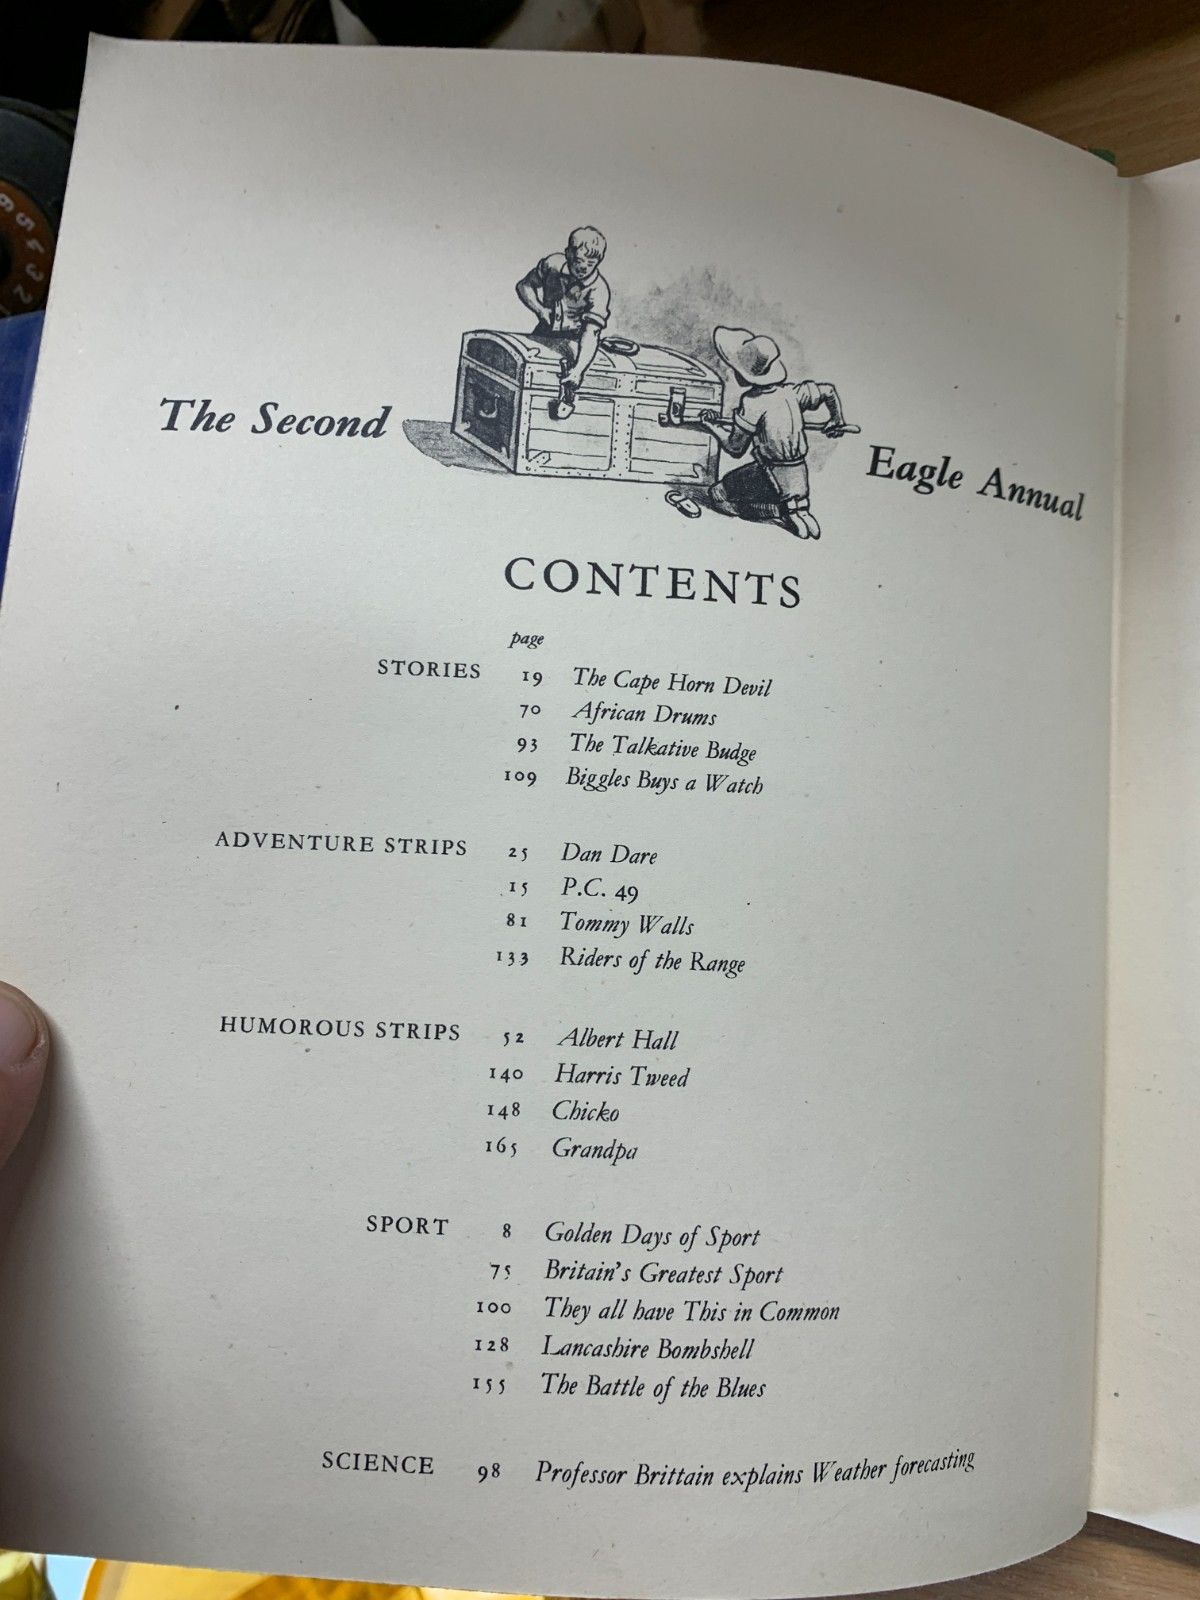 The Second Eagle Annual
CONTENTS
page
STORIES 19 The Cape Horn Devil
70 African Drums
93 The Talkative Budge
109 Biggles Buys a Watch
ADVENTURE STRIPS 25 Dan Dare
15 P.C. 49
81 Tommy Walls
133 Riders of the Range
HUMOROUS STRIPS 52 Albert Hall
140 Harris Tweed
148 Chicko
165 Grandpa
SPORT 8 Golden Days of Sport
75 Britain's Greatest Sport
100 They all have This in Common
128 Lancashire Bombshell
155 The Battle of the Blues
SCIENCE 98 Professor Brittain explains Weather forecasting